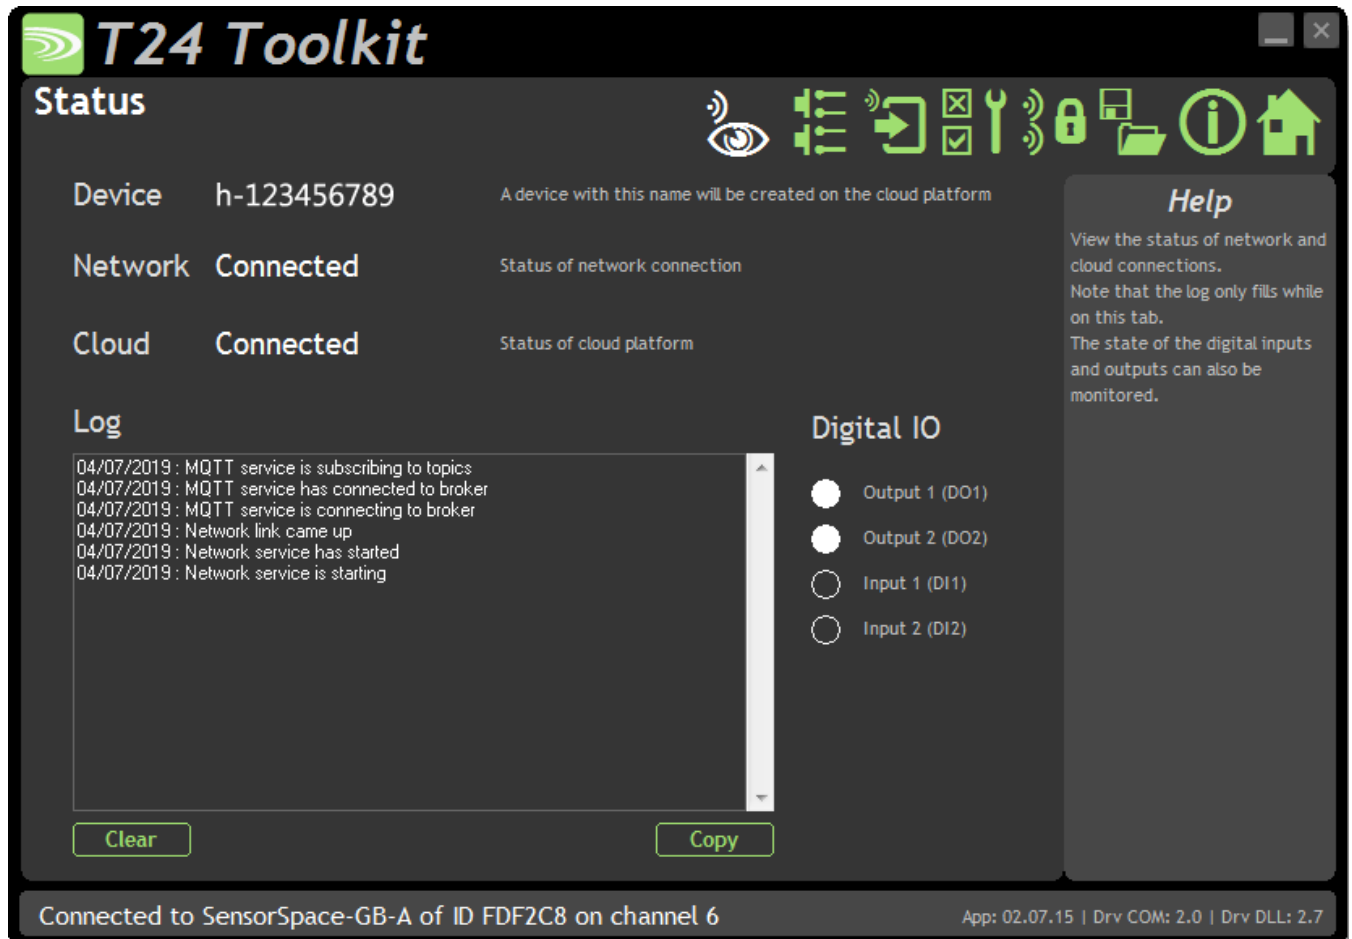 T24 Toolkit
Status
Device h-123456789 A device with this name will be created on the cloud platform
Network Connected Status of network connection
Cloud Connected Status of cloud platform
Log
04/07/2019 : MQTT service is subscribing to topics
04/07/2019 : MQTT service has connected to broker
04/07/2019 : MQTT service is connecting to broker
04/07/2019 : Network link came up
04/07/2019 : Network service has started
04/07/2019 : Network service is starting
Clear
Copy
Digital IO
Output 1 (DO1)
Output 2 (DO2)
Input 1 (DI1)
Input 2 (DI2)
Help
View the status of network and
cloud connections.
Note that the log only fills while
on this tab.
The state of the digital inputs
and outputs can also be
monitored.
Connected to SensorSpace-GB-A of ID FDF2C8 on channel 6
App: 02.07.15 | Drv COM: 2.0 | Drv DLL: 2.7